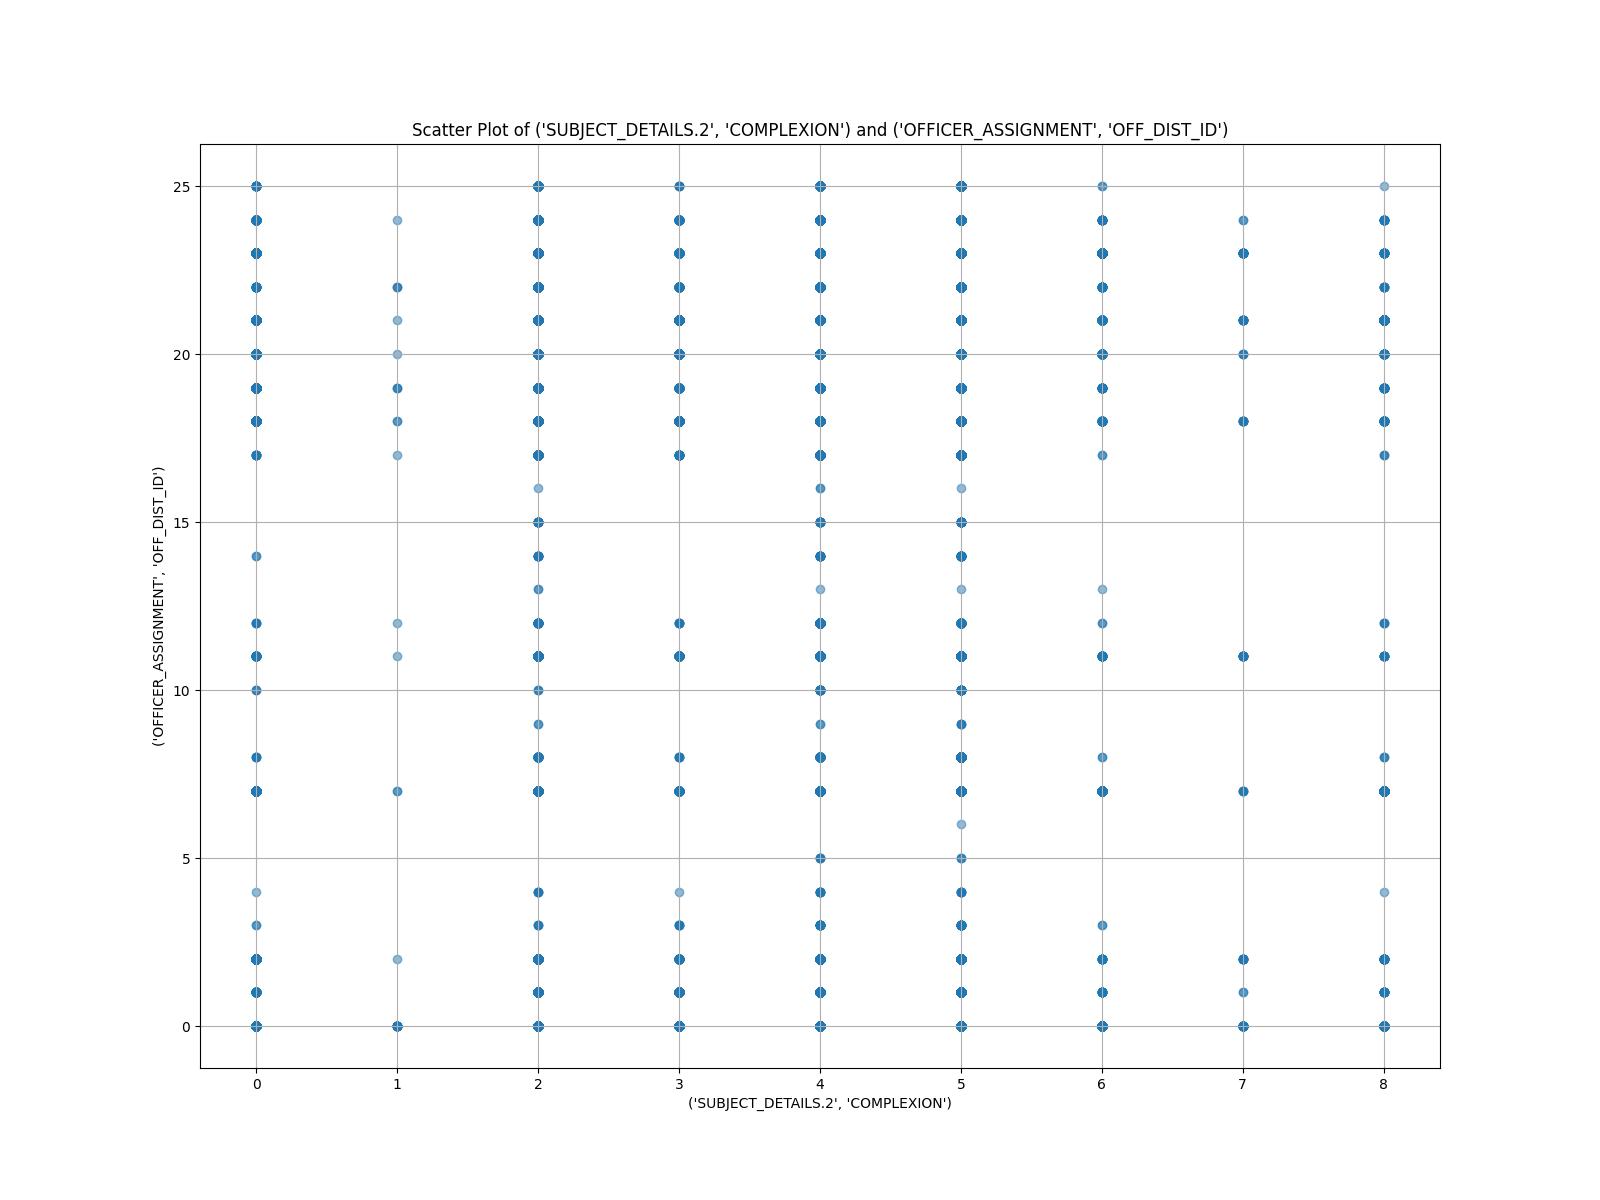 Scatter Plot of ('SUBJECT_DETAILS.2', 'COMPLEXION') and ('OFFICER_ASSIGNMENT', 'OFF_DIST_ID')
('OFFICER_ASSIGNMENT', 'OFF_DIST_ID')
25
20
15
10
5
0
0 1 2 3 4 5 6 7 8
('SUBJECT_DETAILS.2', 'COMPLEXION')